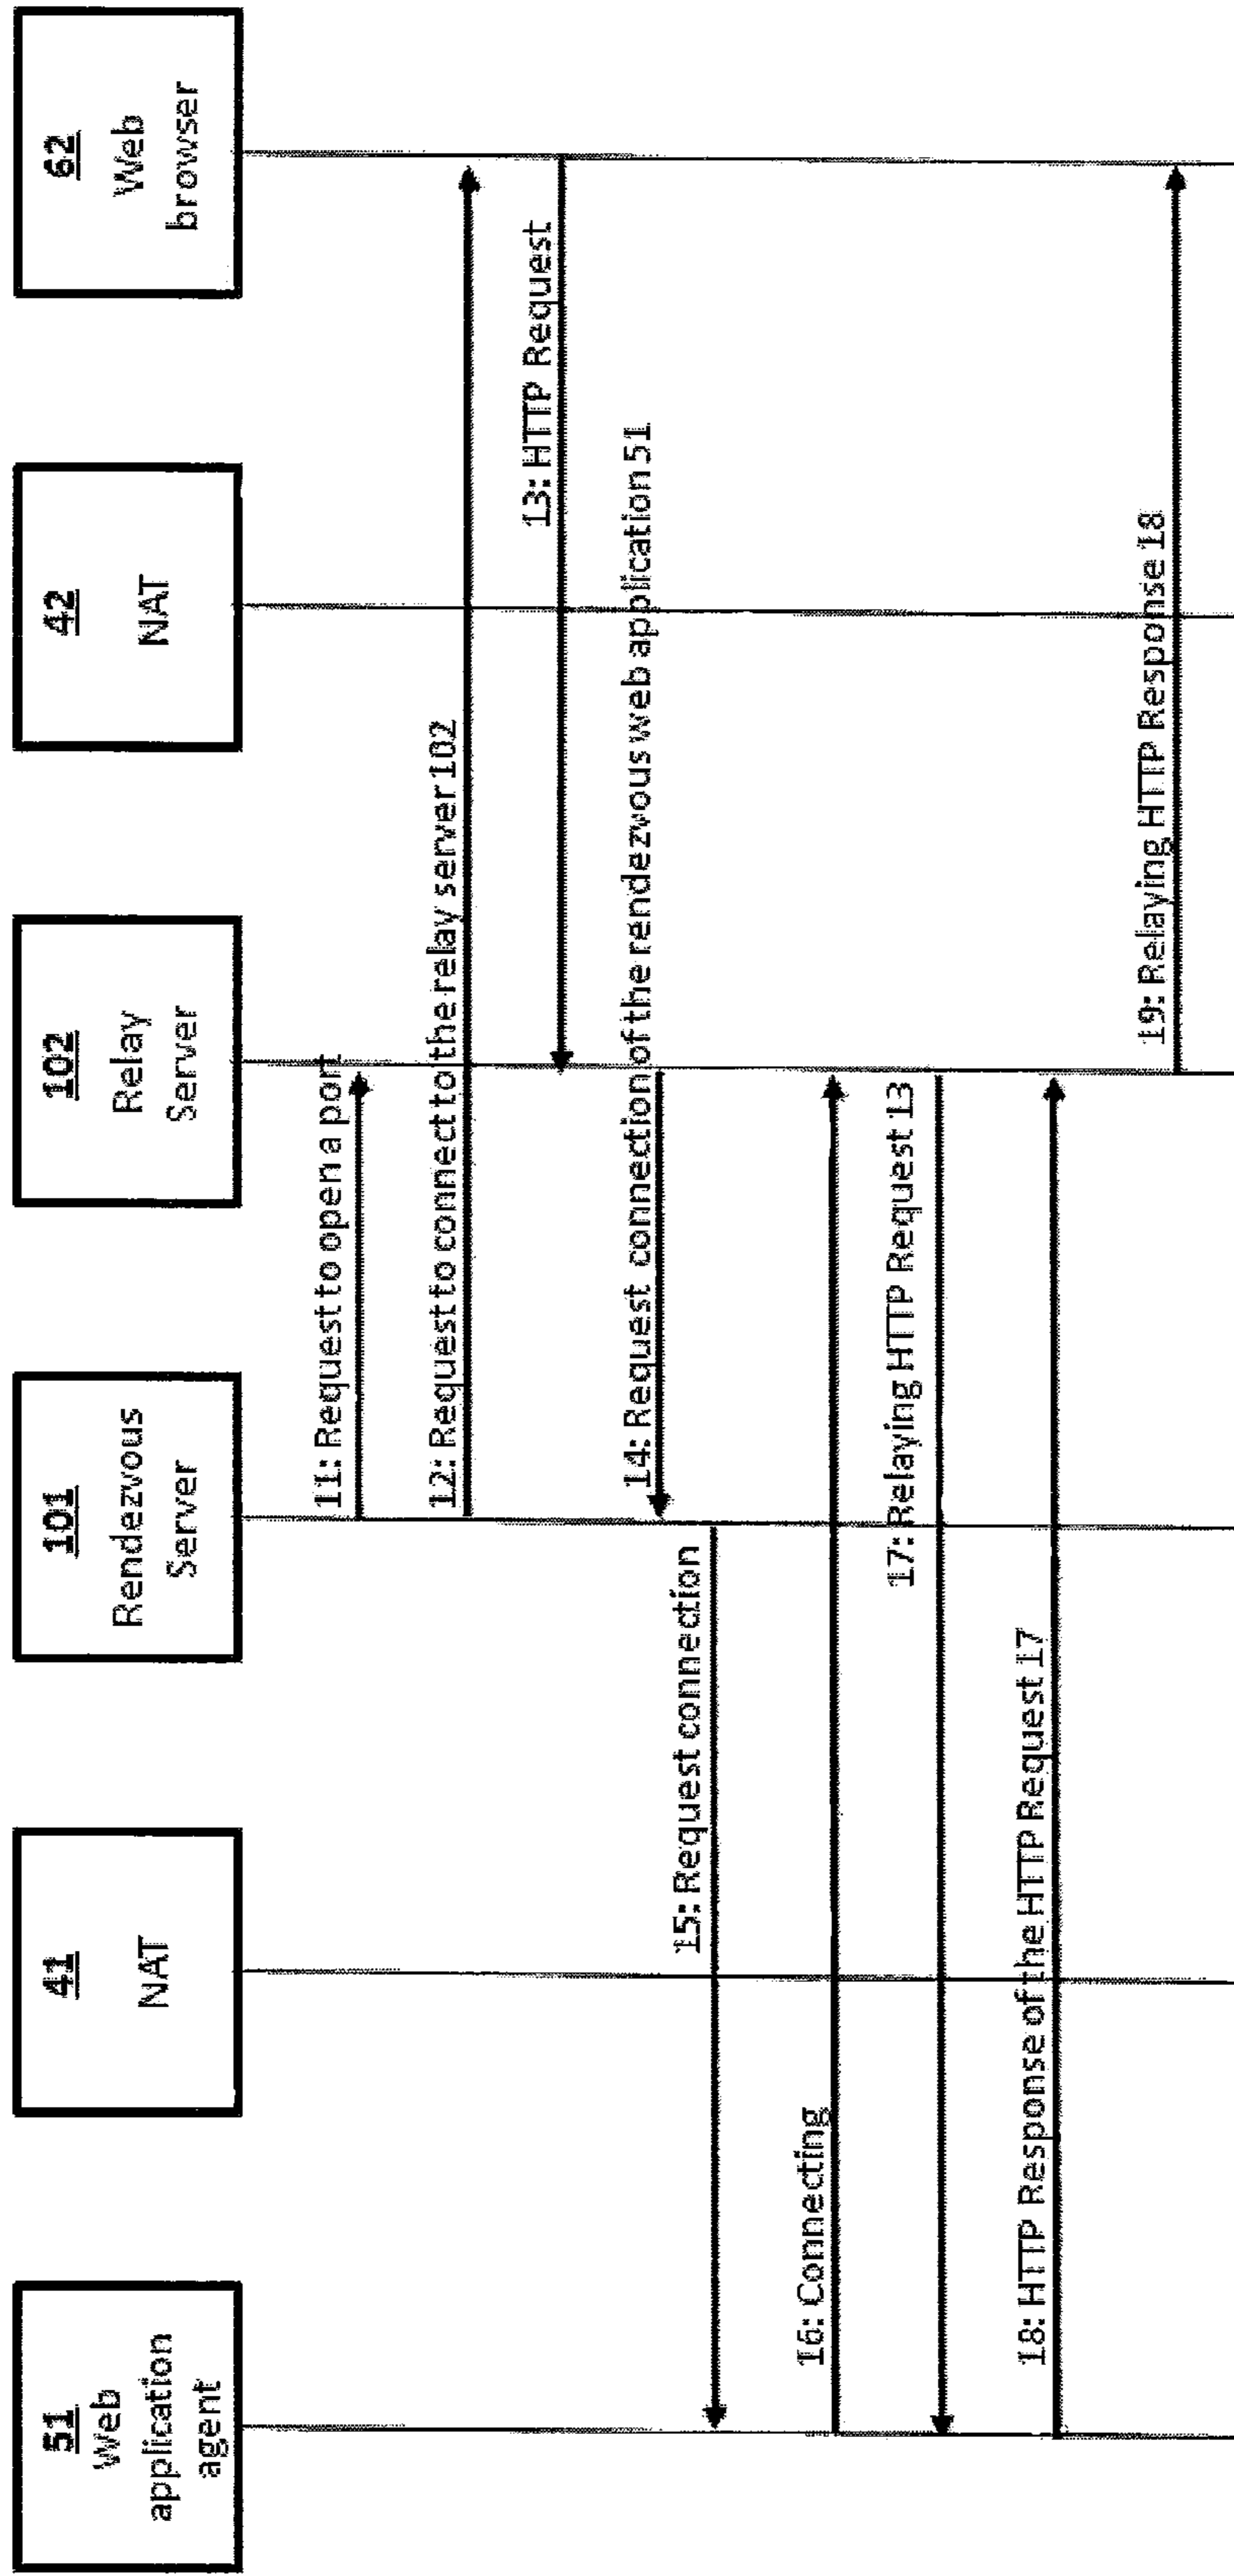 51
Web
application
agent
41
NAT
101
Rendezvous
Server
102
Relay
Server
42
NAT
62
Web
browser
11: Request to open a port
12: Request to connect to the relay server 102
13: HTTP Request
14: Request connection of the rendezvous web application 51
15: Request connection
16: Connecting
17: Relaying HTTP Request 13
18: HTTP Response of the HTTP Request 17
19: Relaying HTTP Response 18